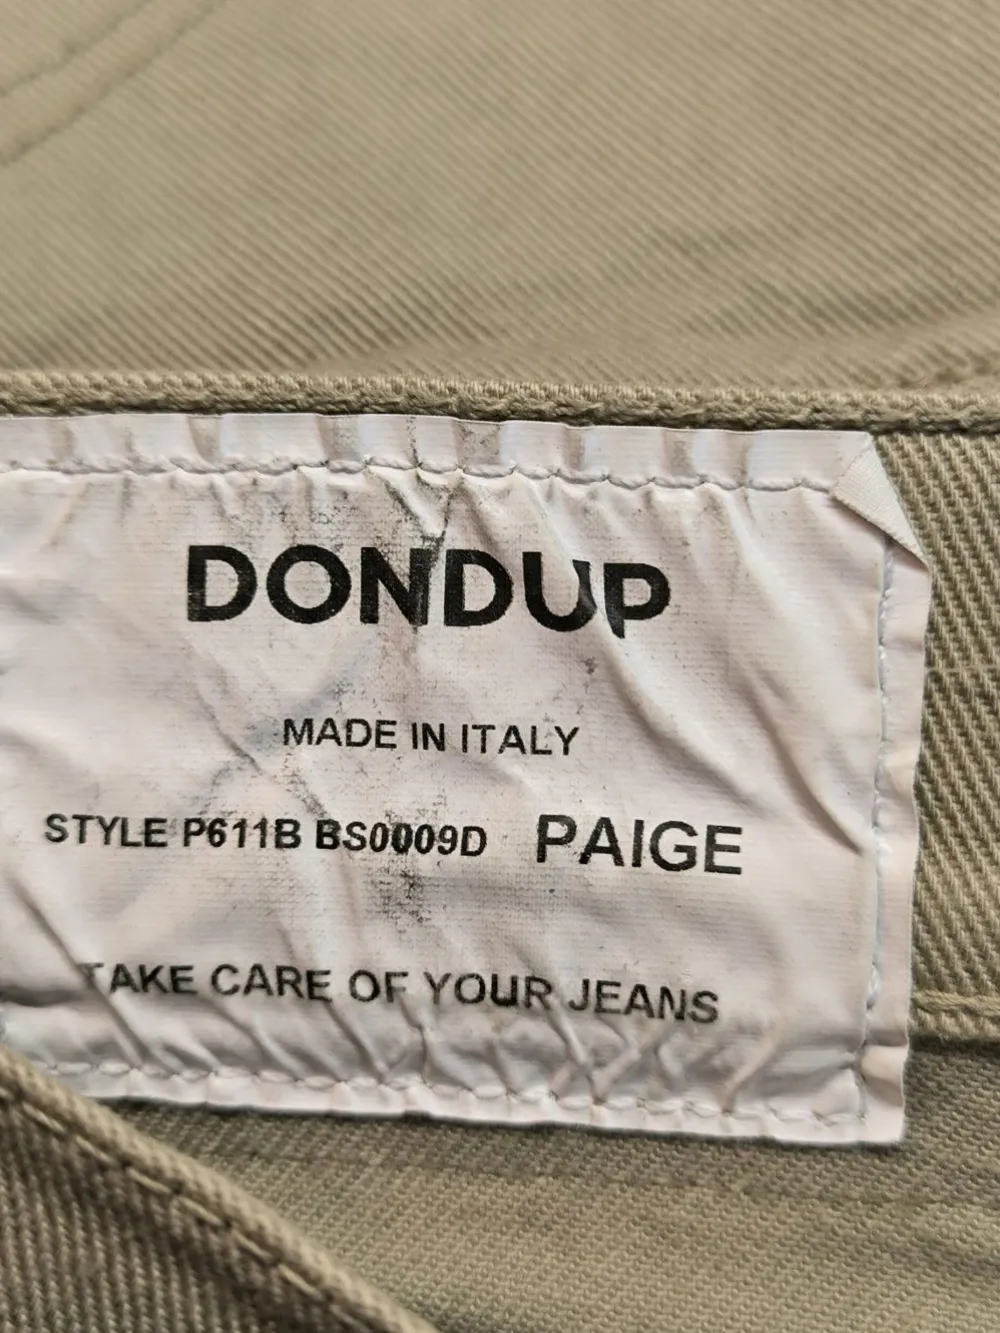 DONDUP
MADE IN ITALY
STYLE P611B BS0009D PAIGE
TAKE CARE OF YOUR JEANS